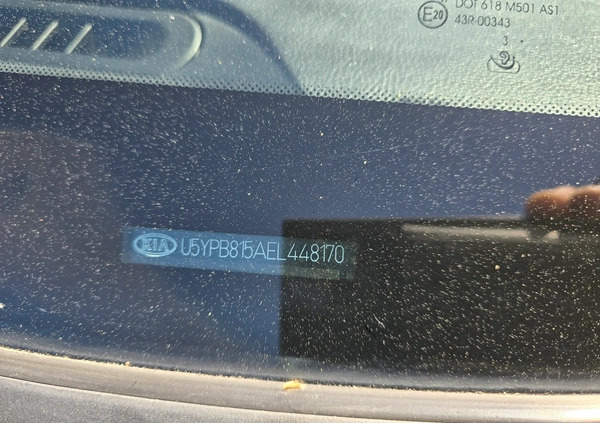 DOT 618 M501 AS1
E20 43R-00343
3
KIA U5YPB815AEL448170